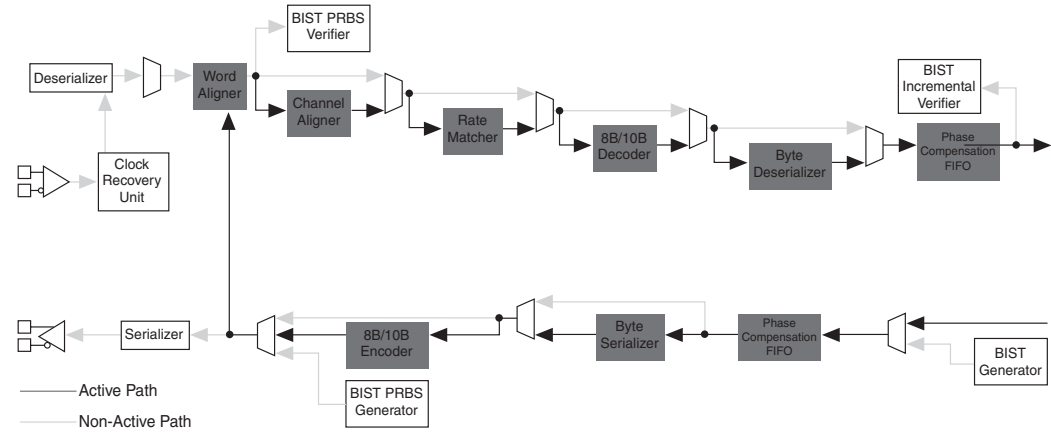 BIST PRBS
Verifier
Deserializer
Word
Aligner
Channel
Aligner
Rate
Matcher
8B/10B
Decoder
Byte
Deserializer
BIST
Incremental
Verifier
Phase
Compensation
FIFO
Clock
Recovery
Unit
Serializer
8B/10B
Encoder
BIST PRBS
Generator
Byte
Serializer
Phase
Compensation
FIFO
BIST
Generator
Active Path
Non-Active Path